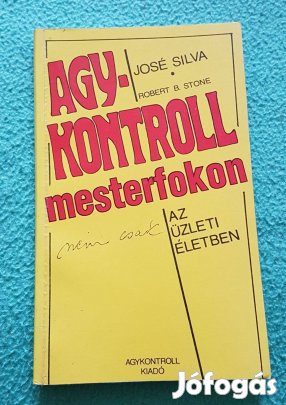 JOSÉ SILVA
ROBERT B. STONE
AGY-
KONTROLL
mesterfokon
nem csak
AZ
ÜZLETI
ÉLETBEN
AGYKONTROLL
KIADÓ
Jófogás